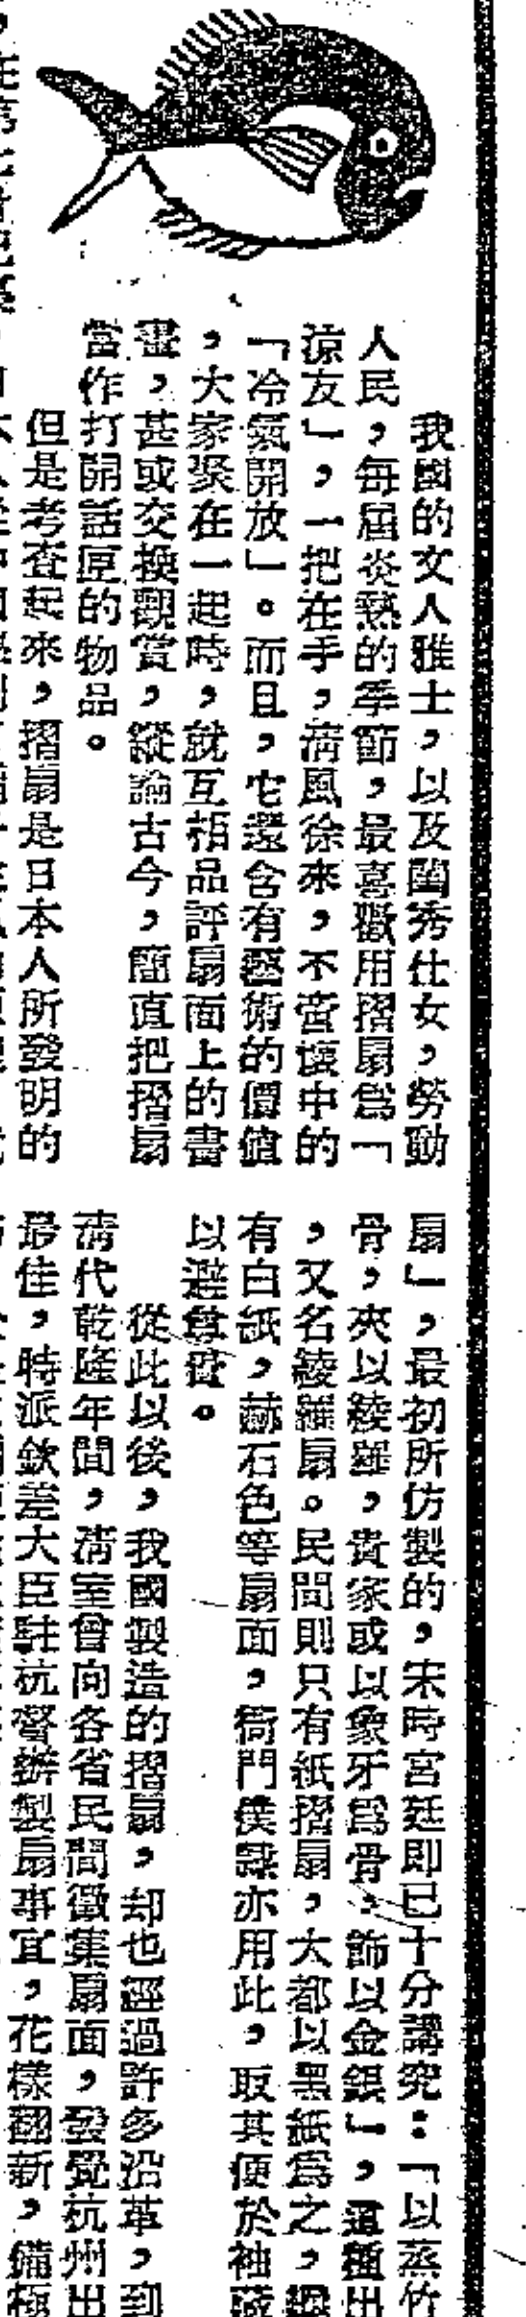 我國的文人雅士，以及閨秀仕女，勞動
人民，每屆炎熱的季節，最喜歡用摺扇爲「
涼友」，一把在手，清風徐來，不啻懷中的
「冷氣開放」。而且，它還含有藝術的價値
，大家聚在一起時，就互相品評扇面上的書
畫，甚或交換觀賞，縱論古今，簡直把摺扇
當作打開話匣的物品。
但是考查起來，摺扇是日本人所發明的
扇」，最初所仿製的，宋時宮廷即已十分講究：「以蒸竹
骨，夾以綾羅，貴家或以象牙爲骨，飾以金銀」，這種出
，又名綾羅扇。民間則只有紙摺扇，大都以黑紙爲之，
有白紙，赫石色等扇面，衙門僕隸亦用此，取其便於袖藏
以避尊者。
從此以後，我國製造的摺扇，却也經過許多沿革，到
清代乾隆年間，清室曾向各省民間徵集扇面，發覺杭州出
最佳，時派欽差大臣駐杭督辦製扇事宜，花樣翻新，備極